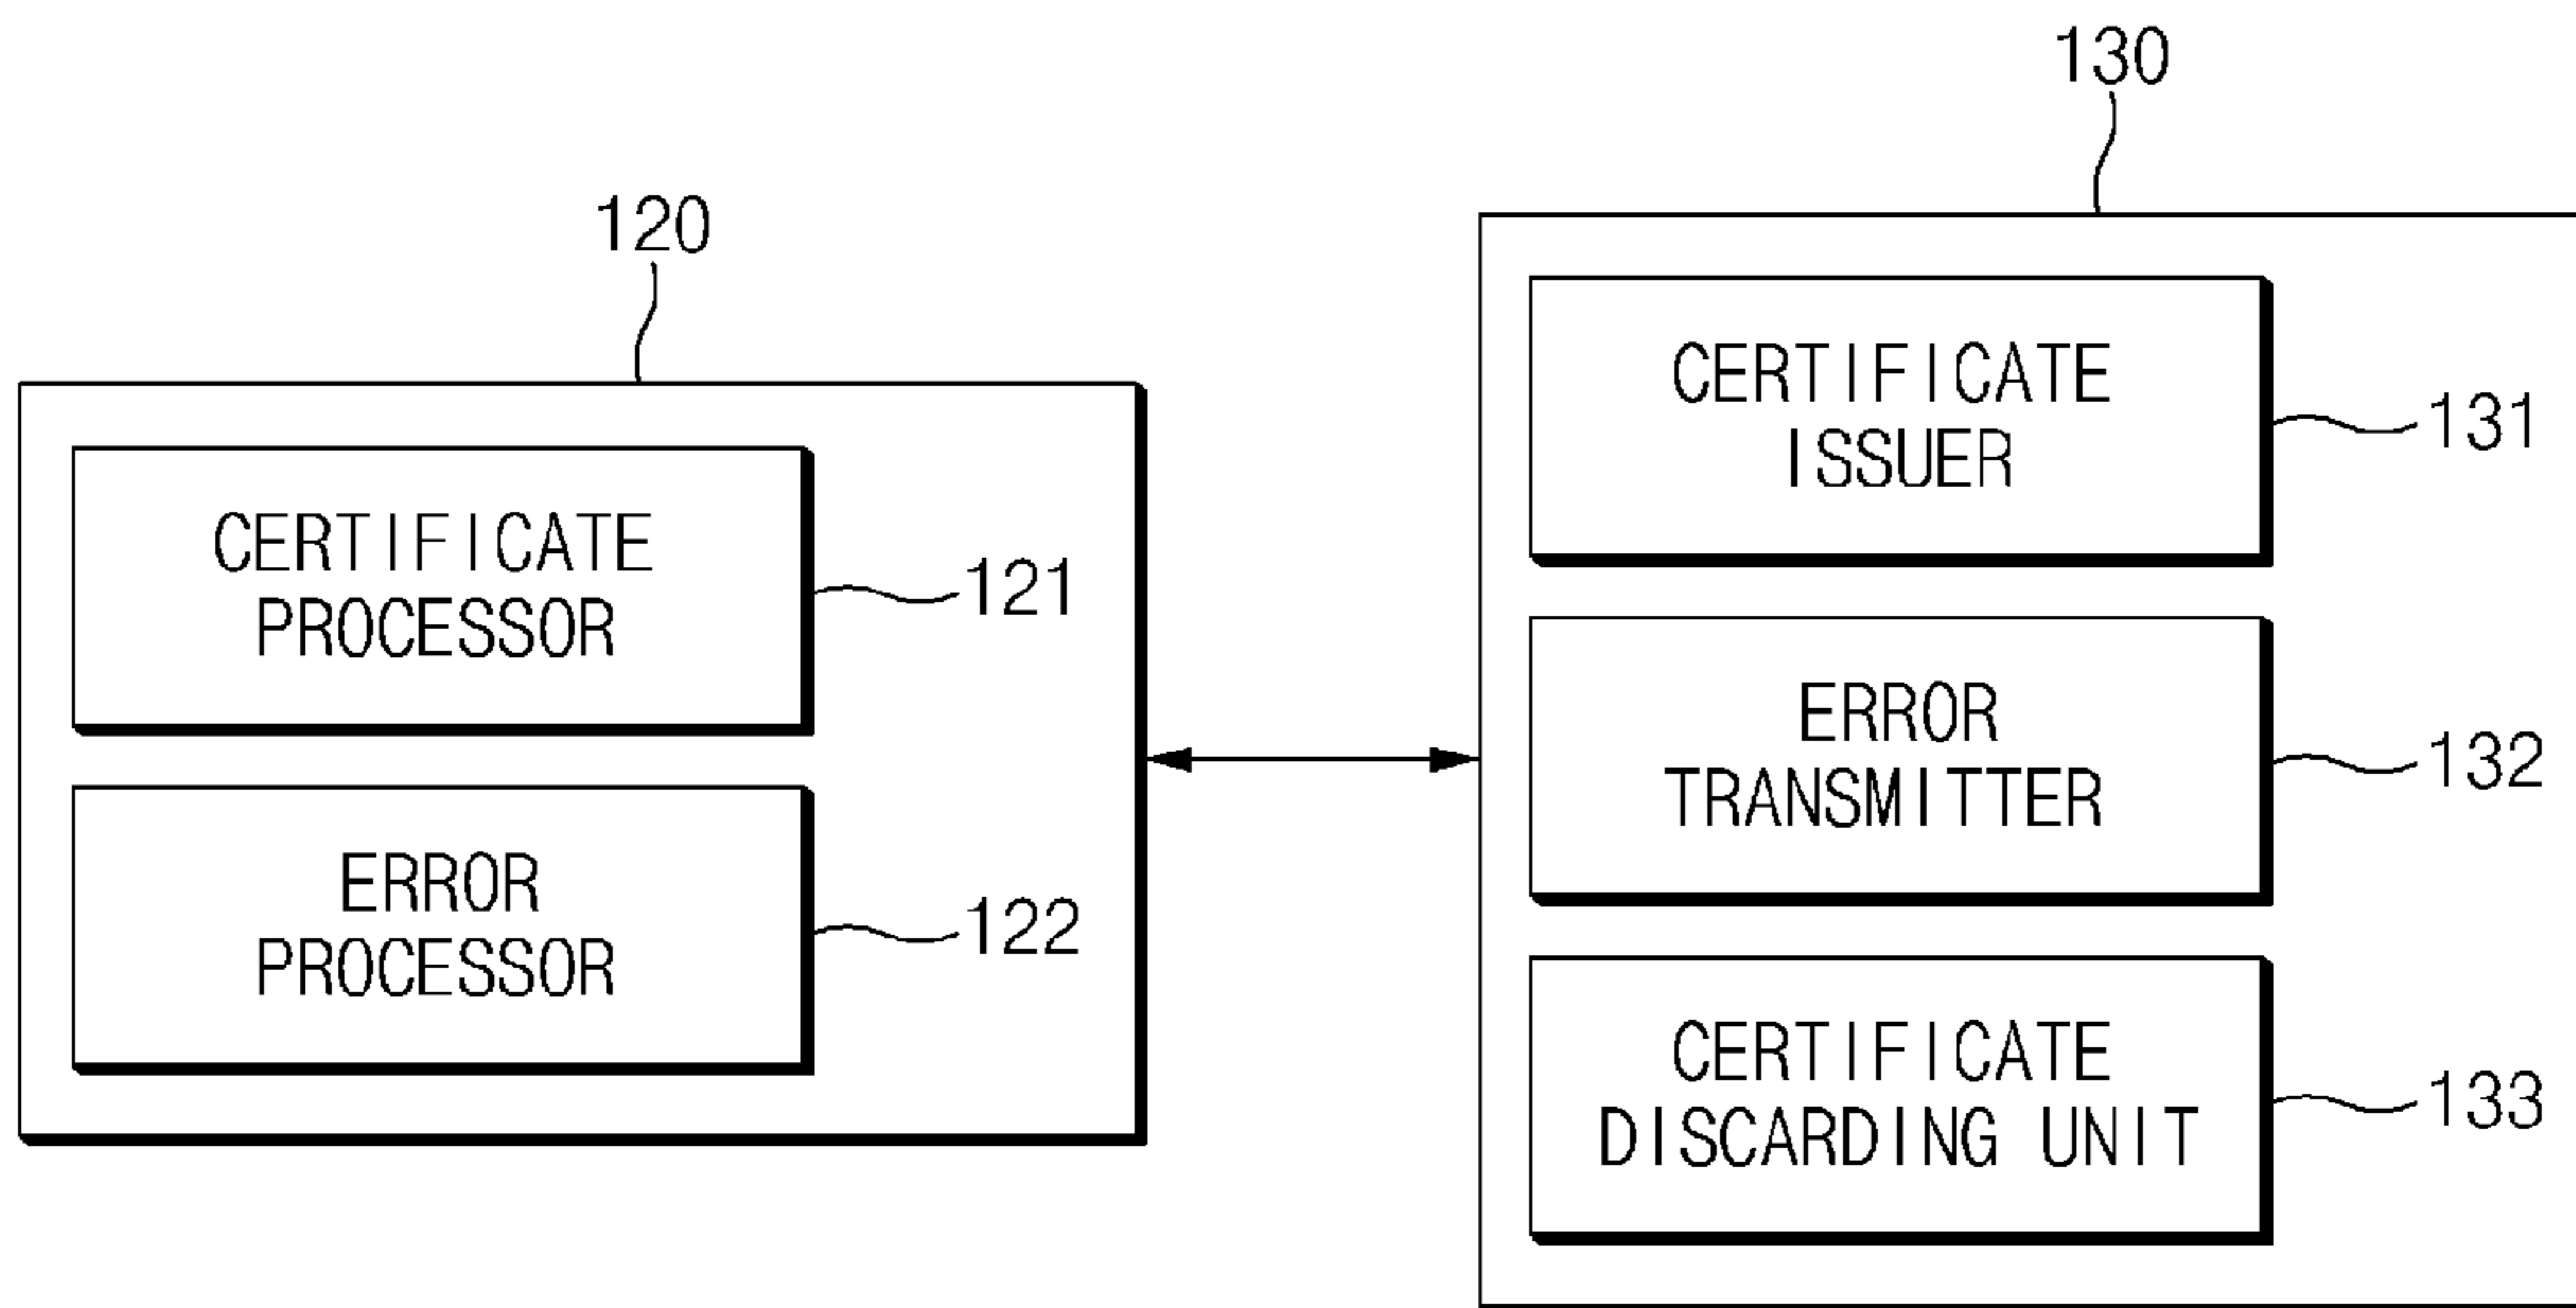 130
120
CERTIFICATE
PROCESSOR
121
ERROR
PROCESSOR
122
CERTIFICATE
ISSUER
131
ERROR
TRANSMITTER
132
CERTIFICATE
DISCARDING UNIT
133